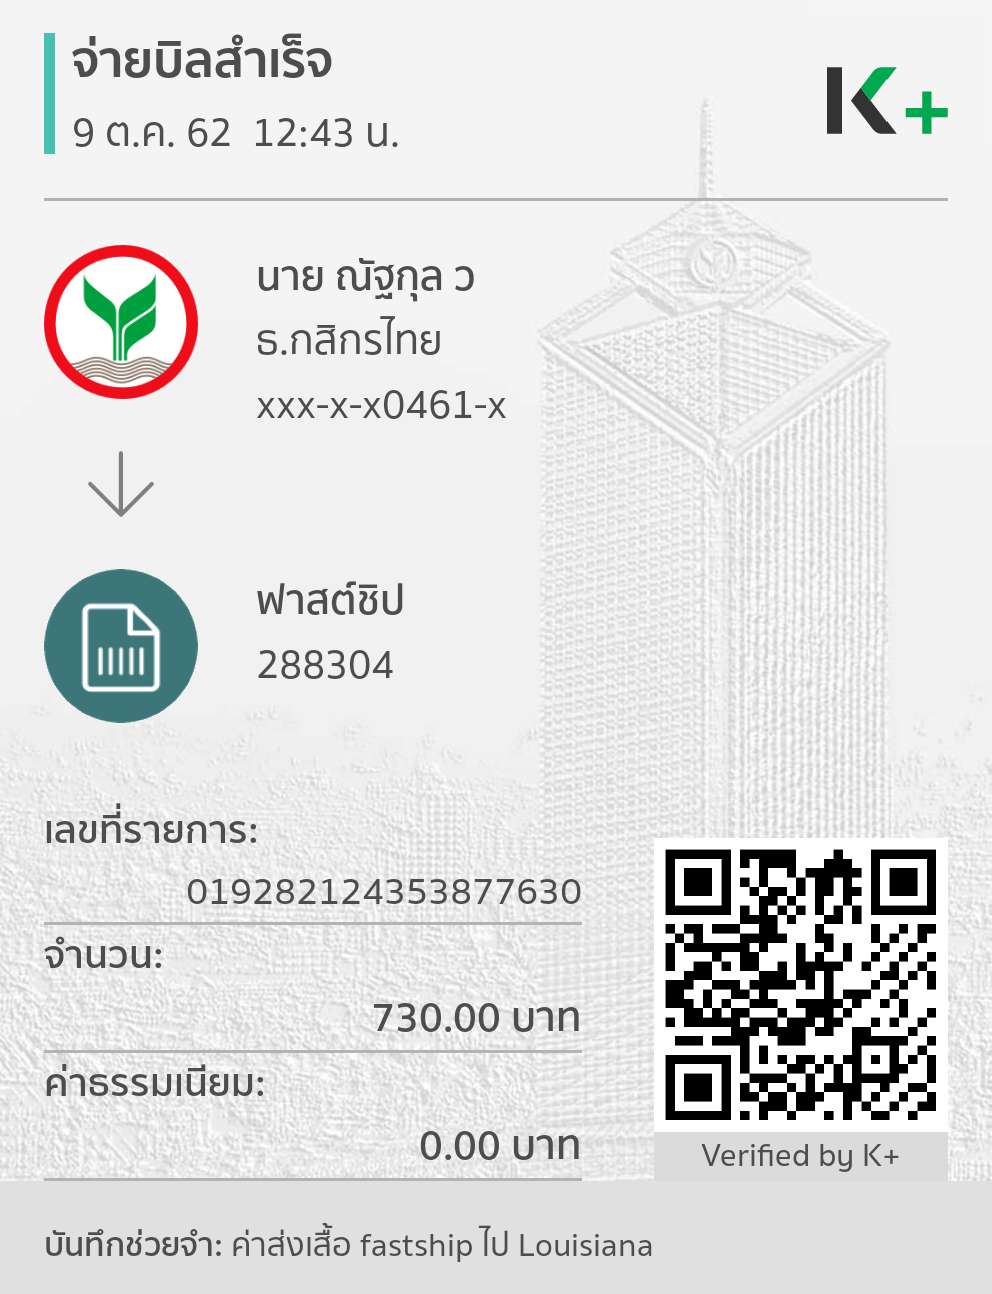 จ่ายบิลสำเร็จ
9 ต.ค. 62 12:43 น.
K+
นาย ณัฐกุล ว
ธ.กสิกรไทย
xxx-x-x0461-x
ฟาสต์ชิป
288304
เลขที่รายการ:
019282124353877630
จำนวน:
730.00 บาท
ค่าธรรมเนียม:
0.00 บาท
Verified by K+
บันทึกช่วยจำ: ค่าส่งเสื้อ fastship ไป Louisiana